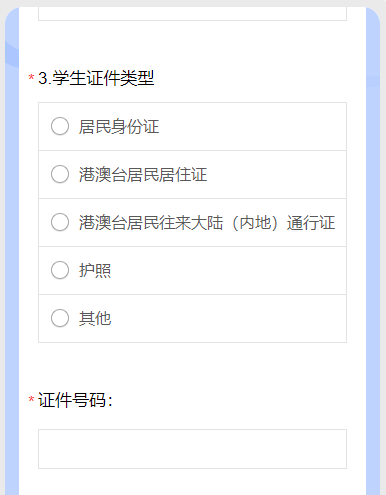 *3.学生证件类型
居民身份证
港澳台居民居住证
港澳台居民往来大陆（内地）通行证
护照
其他
*证件号码：